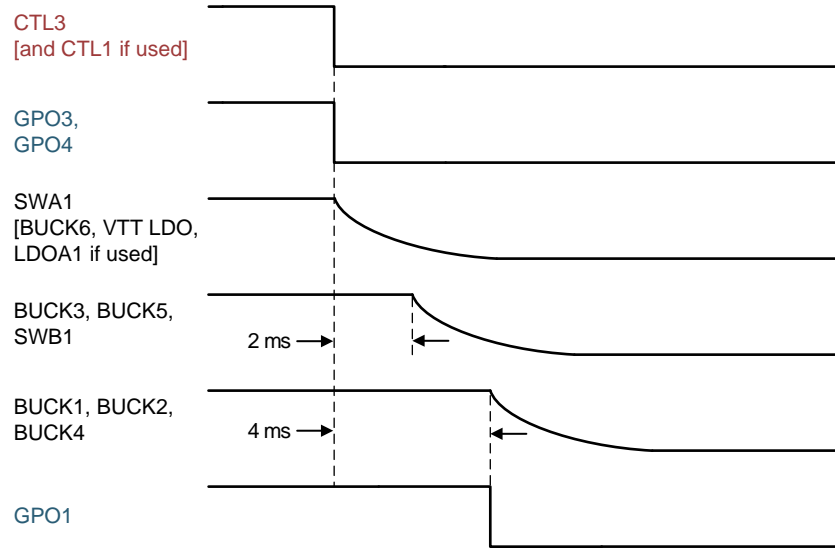 CTL3
[and CTL1 if used]
GPO3,
GPO4
SWA1
[BUCK6, VTT LDO,
LDOA1 if used]
BUCK3, BUCK5,
SWB1
2 ms
BUCK1, BUCK2,
BUCK4
4 ms
GPO1